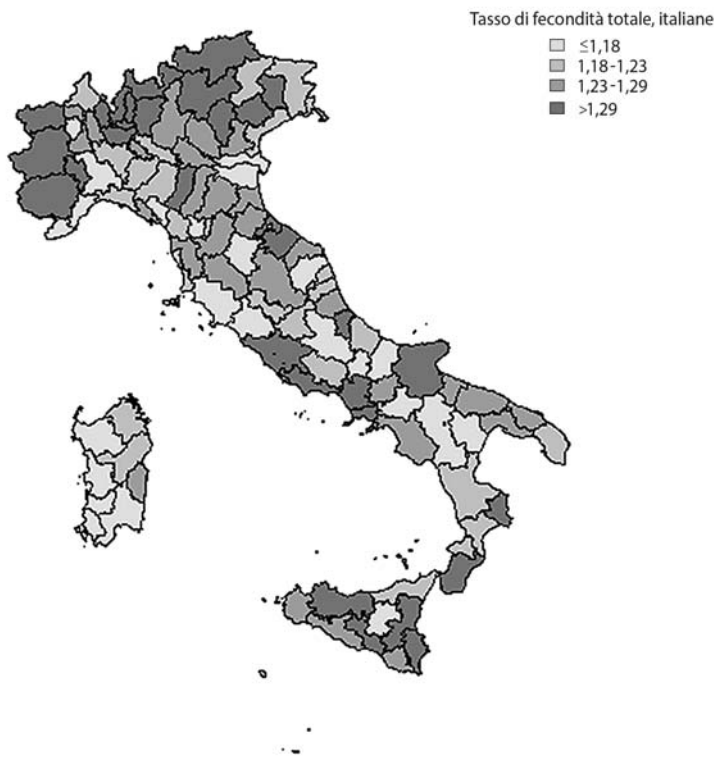 Tasso di fecondità totale, italiane
≤1,18
1,18-1,23
1,23-1,29
>1,29